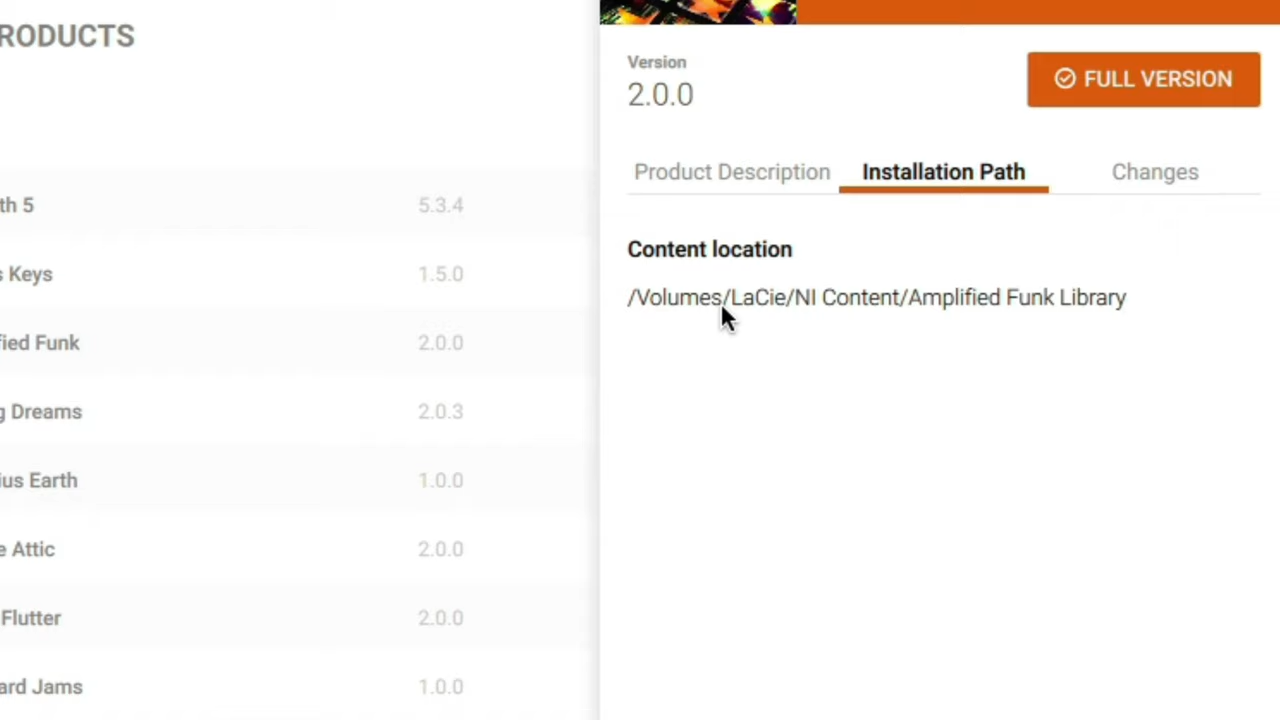 RODUCTS
th 5 5.3.4
s Keys 1.5.0
fied Funk 2.0.0
g Dreams 2.0.3
ius Earth 1.0.0
e Attic 2.0.0
Flutter 2.0.0
ard Jams 1.0.0
Version
2.0.0
FULL VERSION
Product Description Installation Path Changes
Content location
/Volumes/LaCie/NI Content/Amplified Funk Library